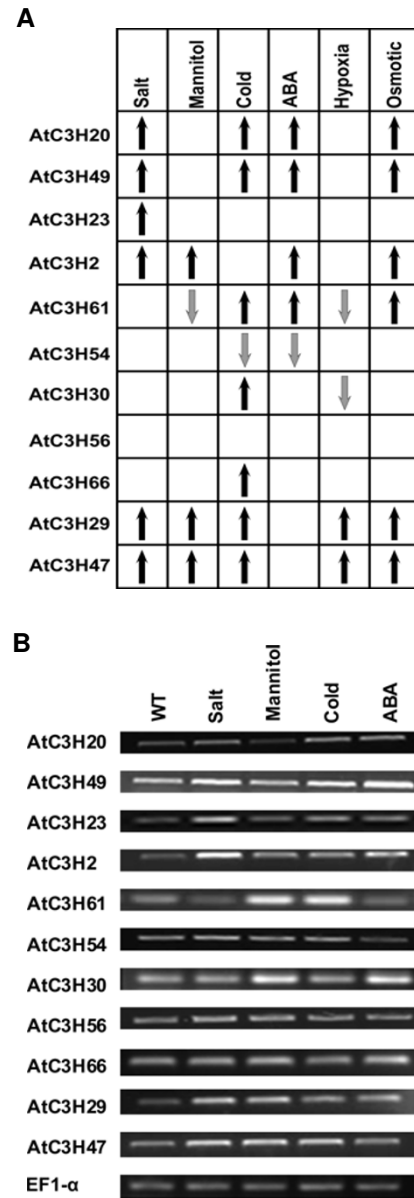 A
Salt
Mannitol
Cold
ABA
Hypoxia
Osmotic
AtC3H20
AtC3H49
AtC3H23
AtC3H2
AtC3H61
AtC3H54
AtC3H30
AtC3H56
AtC3H66
AtC3H29
AtC3H47
B
WT
Salt
Mannitol
Cold
ABA
AtC3H20
AtC3H49
AtC3H23
AtC3H2
AtC3H61
AtC3H54
AtC3H30
AtC3H56
AtC3H66
AtC3H29
AtC3H47
EF1-α